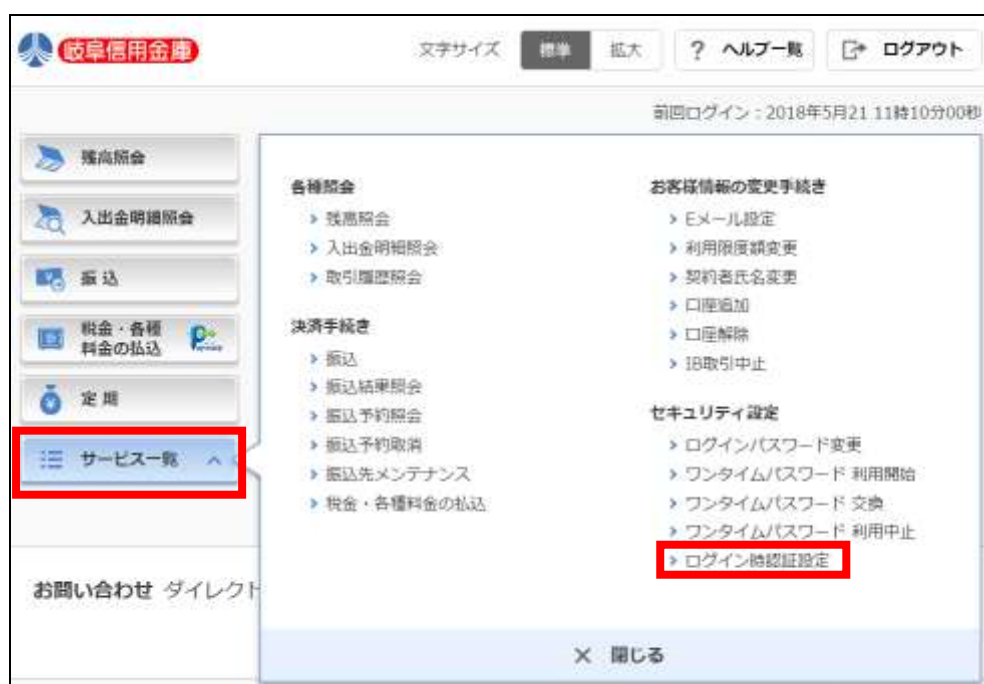 岐阜信用金庫
文字サイズ 標準 拡大 ? ヘルプ一覧 ログアウト
前回ログイン：2018年5月21 11時10分00秒
残高照会
入出金明細照会
振込
税金・各種
料金の払込
定期
サービス一覧
各種照会
残高照会
入出金明細照会
取引履歴照会
決済手続き
振込
振込結果照会
振込予約照会
振込予約取消
振込先メンテナンス
税金・各種料金の払込
お客様情報の変更手続き
Eメール設定
利用限度額変更
契約者氏名変更
口座追加
口座解除
IB取引中止
セキュリティ設定
ログインパスワード変更
ワンタイムパスワード 利用開始
ワンタイムパスワード 交換
ワンタイムパスワード 利用中止
ログイン時認証設定
お問い合わせ ダイレクト
× 閉じる